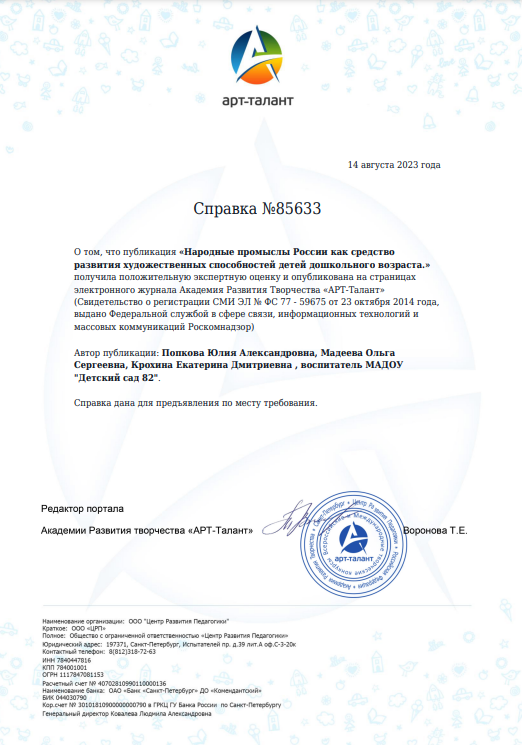 арт-талант
14 августа 2023 года
Справка №85633
О том, что публикация «Народные промыслы России как средство
развития художественных способностей детей дошкольного возраста.»
получила положительную экспертную оценку и опубликована на страницах
электронного журнала Академия Развития Творчества «АРТ-Талант»
(Свидетельство о регистрации СМИ ЭЛ № ФС 77 - 59675 от 23 октября 2014 года,
выдано Федеральной службой в сфере связи, информационных технологий и
массовых коммуникаций Роскомнадзор)
Автор публикации: Попкова Юлия Александровна, Мадеева Ольга
Сергеевна, Крохина Екатерина Дмитриевна , воспитатель МАДОУ
"Детский сад 82".
Справка дана для предъявления по месту требования.
Редактор портала
Академии Развития творчества «АРТ-Талант»
Воронова Т.Е.
арт-талант
Наименование организации: ООО "Центр Развития Педагогики"
Краткое: ООО «ЦРП»
Полное: Общество с ограниченной ответственностью «Центр Развития Педагогики»
Юридический адрес: 197371, Санкт-Петербург, Испытателей пр. д.39 лит.А оф.С-3-20к
Контактный телефон: 8(812)318-72-63
ИНН 7840447816
КПП 784001001
ОГРН 1117847081153
Расчетный счет № 40702810990110000136
Наименование банка: ОАО «Банк «Санкт-Петербург» ДО «Комендантский»
БИК 044030790
Кор.счет № 30101810900000000790 в ГРКЦ ГУ Банка России по Санкт-Петербургу
Генеральный директор Ковалева Людмила Александровна